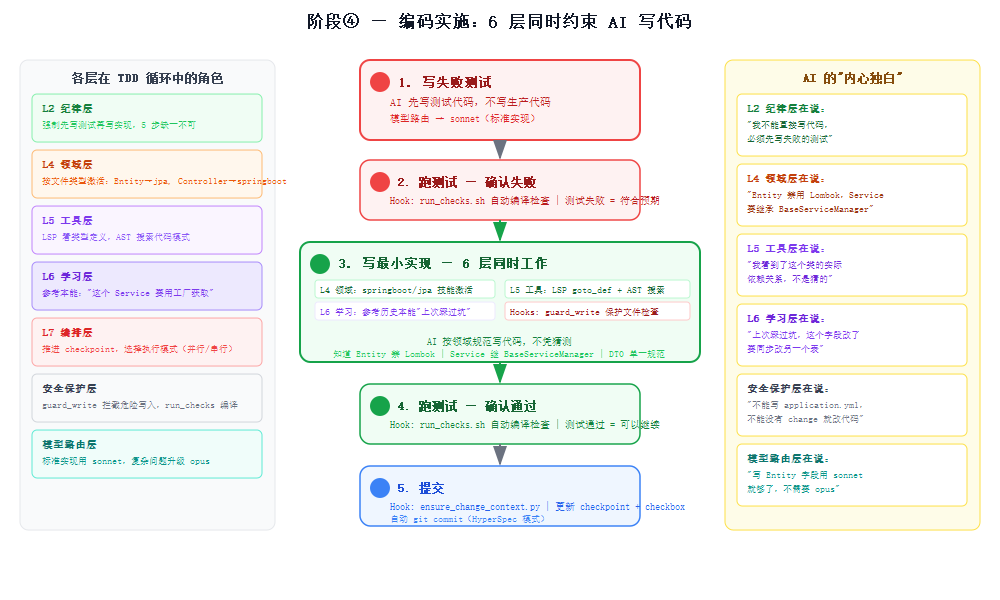 阶段④ — 编码实施：6 层同时约束 AI 写代码
各层在 TDD 循环中的角色
L2 纪律层
强制先写测试再写实现，5 步缺一不可
L4 领域层
按文件类型激活：Entity→jpa, Controller→springboot
L5 工具层
LSP 看类型定义，AST 搜索代码模式
L6 学习层
参考本能："这个 Service 要用工厂获取"
L7 编排层
推进 checkpoint，选择执行模式（并行/串行）
安全保护层
guard_write 拦截危险写入，run_checks 编译
模型路由层
标准实现用 sonnet，复杂问题升级 opus
1. 写失败测试
AI 先写测试代码，不写生产代码
模型路由 → sonnet（标准实现）
2. 跑测试 — 确认失败
Hook: run_checks.sh 自动编译检查 | 测试失败 = 符合预期
3. 写最小实现 — 6 层同时工作
L4 领域：springboot/jpa 技能激活
L5 工具：LSP goto_def + AST 搜索
L6 学习：参考历史本能"上次踩过坑"
Hooks: guard_write 保护文件检查
AI 按领域规范写代码，不凭猜测
知道 Entity 禁 Lombok | Service 继 BaseServiceManager | DTO 单一规范
4. 跑测试 — 确认通过
Hook: run_checks.sh 自动编译检查 | 测试通过 = 可以继续
5. 提交
Hook: ensure_change_context.py | 更新 checkpoint + checkbox
自动 git commit（HyperSpec 模式）
AI 的"内心独白"
L2 纪律层在说：
"我不能直接写代码，
必须先写失败的测试"
L4 领域层在说：
"Entity 禁用 Lombok，Service
要继承 BaseServiceManager"
L5 工具层在说：
"我看到了这个类的实际
依赖关系，不是猜的"
L6 学习层在说：
"上次踩过坑，这个字段改了
要同步改另一个表"
安全保护层在说：
"不能写 application.yml，
不能没有 change 就改代码"
模型路由层在说：
"写 Entity 字段用 sonnet
就够了，不需要 opus"